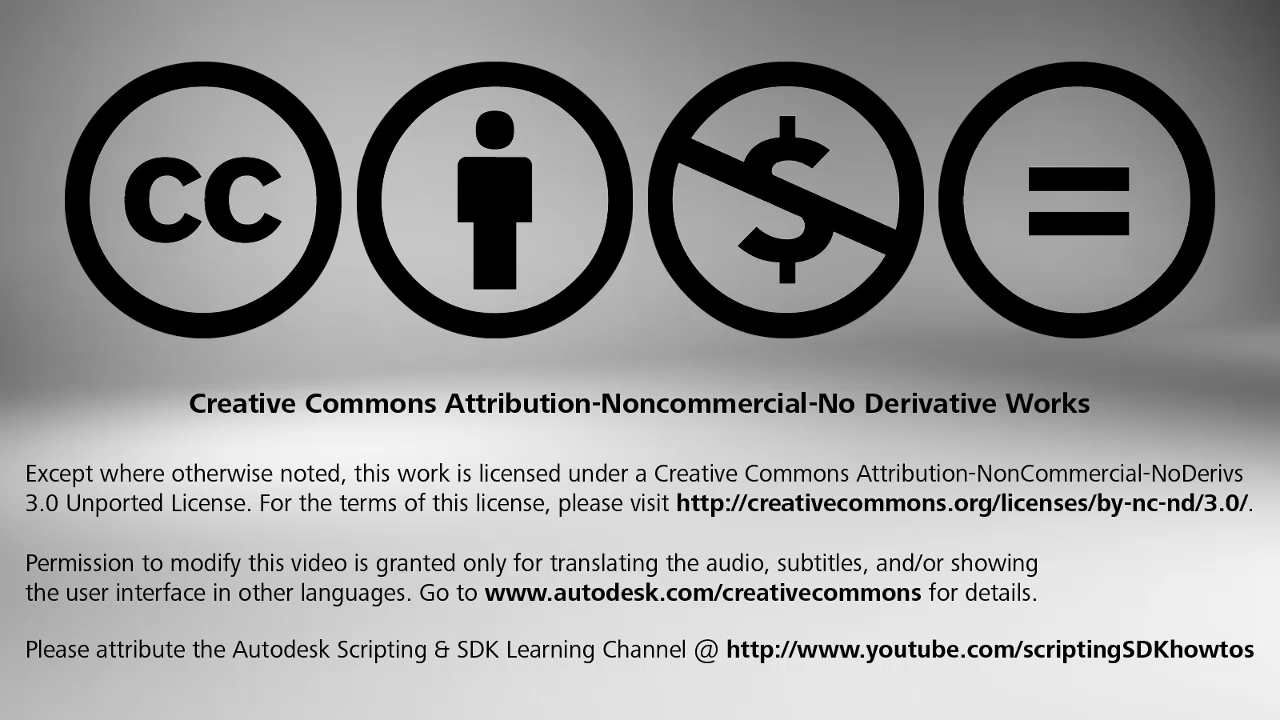 cc
$
=
Creative Commons Attribution-Noncommercial-No Derivative Works
Except where otherwise noted, this work is licensed under a Creative Commons Attribution-NonCommercial-NoDerivs
3.0 Unported License. For the terms of this license, please visit http://creativecommons.org/licenses/by-nc-nd/3.0/.
Permission to modify this video is granted only for translating the audio, subtitles, and/or showing
the user interface in other languages. Go to www.autodesk.com/creativecommons for details.
Please attribute the Autodesk Scripting & SDK Learning Channel @ http://www.youtube.com/scriptingSDKhowtos